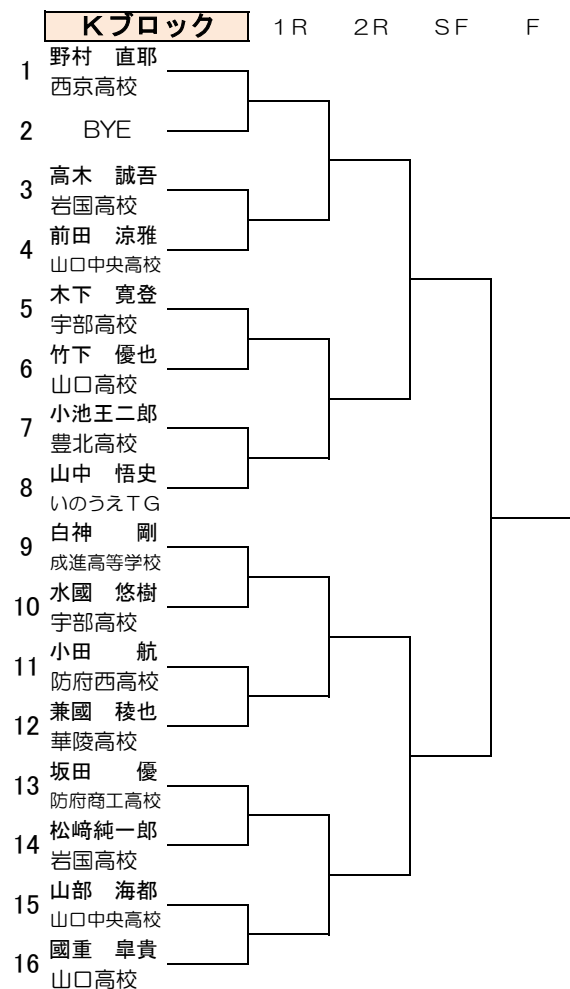 Kブロック 1R 2R SF F
1 野村 直耶
西京高校
2 BYE
3 高木 誠吾
岩国高校
4 前田 涼雅
山口中央高校
5 木下 寛登
宇部高校
6 竹下 優也
山口高校
7 小池王二郎
豊北高校
8 山中 悟史
いのうえTG
9 白神 剛
成進高等学校
10 水國 悠樹
宇部高校
11 小田 航
防府西高校
12 兼國 稜也
華陵高校
13 坂田 優
防府商工高校
14 松﨑純一郎
岩国高校
15 山部 海都
山口中央高校
16 國重 皐貴
山口高校